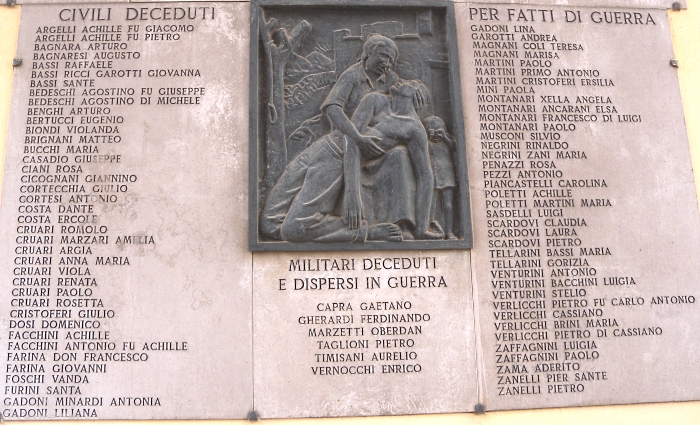 CIVILI DECEDUTI
ARGELLI ACHILLE FU GIACOMO
ARGELLI ACHILLE FU PIETRO
BAGNARA ARTURO
BAGNARESI AUGUSTO
BASSI RAFFAELE
BASSI RICCI GAROTTI GIOVANNA
BASSI SANTE
BEDESCHI AGOSTINO FU GIUSEPPE
BEDESCHI AGOSTINO DI MICHELE
BENGHI ARTURO
BERTUCCI EUGENIO
BIONDI VIOLANDA
BRIGNANI MATTEO
BUCCHI MARIA
CASADIO GIUSEPPE
CIANI ROSA
CICOGNANI GIANNINO
CORTECCHIA GIULIO
CORTESI ANTONIO
COSTA DANTE
COSTA ERCOLE
CRUARI ROMOLO
CRUARI MARZARI AMELIA
CRUARI ARGIA
CRUARI ANNA MARIA
CRUARI VIOLA
CRUARI RENATA
CRUARI PAOLO
CRUARI ROSETTA
CRISTOFERI GIULIO
DOSI DOMENICO
FACCHINI ACHILLE
FACCHINI ANTONIO FU ACHILLE
FARINA DON FRANCESCO
FARINA GIOVANNI
FOSCHI VANDA
FURINI SANTA
GADONI MINARDI ANTONIA
GADONI LILIANA
MILITARI DECEDUTI
E DISPERSI IN GUERRA
CAPRA GAETANO
GHERARDI FERDINANDO
MARZETTI OBERDAN
TAGLIONI PIETRO
TIMISANI AURELIO
VERNOCCHI ENRICO
PER FATTI DI GUERRA
GADONI LINA
GAROTTI ANDREA
MAGNANI COLI TERESA
MAGNANI MARISA
MARTINI PAOLO
MARTINI PRIMO ANTONIO
MARTINI CRISTOFERI ERSILIA
MINI PAOLA
MONTANARI XELLA ANGELA
MONTANARI ANCARANI ELSA
MONTANARI FRANCESCO DI LUIGI
MONTANARI PAOLO
MUSCONI SILVIO
NEGRINI RINALDO
NEGRINI ZANI MARIA
PENAZZI ROSA
PEZZI ANTONIO
PIANCASTELLI CAROLINA
POLETTI ACHILLE
POLETTI MARTINI MARIA
SASDELLI LUIGI
SCARDOVI CLAUDIA
SCARDOVI LAURA
SCARDOVI PIETRO
TELLARINI BASSI MARIA
TELLARINI GORIZIA
VENTURINI ANTONIO
VENTURINI BACCHINI LUIGIA
VENTURINI STELIO
VERLICCHI PIETRO FU CARLO ANTONIO
VERLICCHI CASSIANO
VERLICCHI BRINI MARIA
VERLICCHI PIETRO DI CASSIANO
ZAFFAGNINI LUIGIA
ZAFFAGNINI PAOLO
ZAMA ADERITO
ZANELLI PIER SANTE
ZANELLI PIETRO